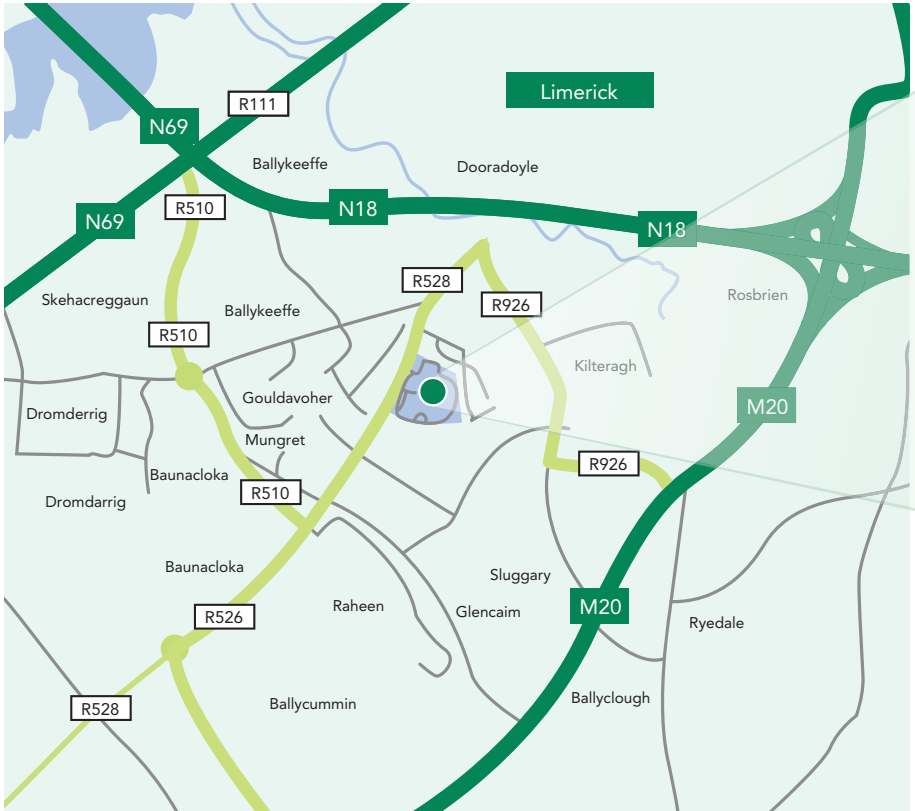 Limerick
R111
N69
Ballykeeffe
Dooradoyle
R510
N69
N18
N18
R528
Skehacreggaun
Rosbrien
R926
Ballykeeffe
R510
Kilteragh
Gouldavoher
M20
Dromderrig
Mungret
R926
Baunacloka
R510
Dromdarrig
Baunacloka
Sluggary
Raheen
M20
R526
Glencaim
Ryedale
Ballycummin
Ballyclough
R528